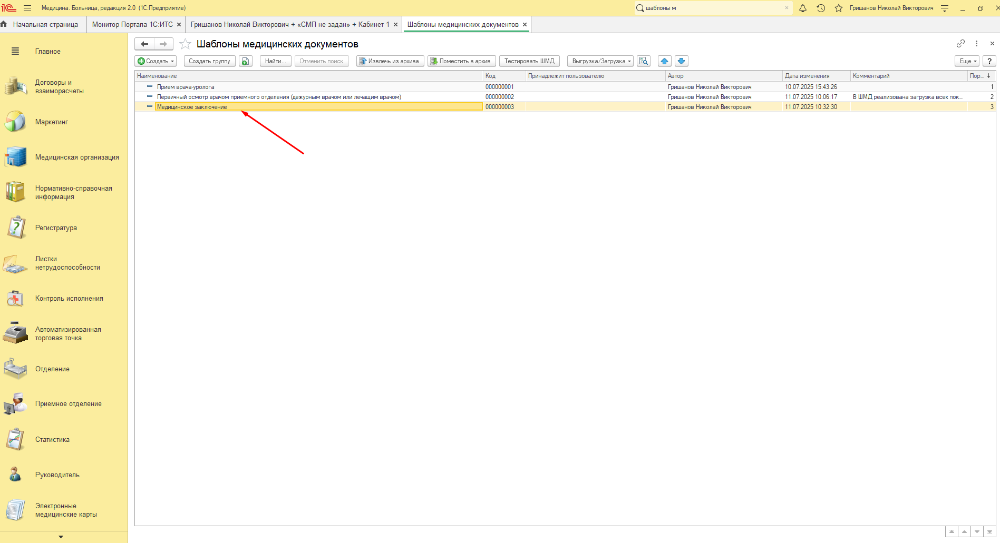 1С Медицина. Больница, редакция 2.0 (1С:Предприятие) шаблоны м × Гришанов Николай Викторович
Начальная страница Монитор Портала 1С:ИТС × Гришанов Николай Викторович + «СМП не задан» + Кабинет 1 × Шаблоны медицинских документов ×
Главное
Договоры и
взаиморасчеты
Маркетинг
Медицинская организация
Нормативно-справочная
информация
Регистратура
Листки
нетрудоспособности
Контроль исполнения
Автоматизированная
торговая точка
Отделение
Приемное отделение
Статистика
Руководитель
Электронные
медицинские карты
Шаблоны медицинских документов
Создать Создать группу Найти... Отменить поиск Извлечь из архива Поместить в архив Тестировать ШМД Выгрузка/Загрузка Еще ?
Наименование Код Принадлежит пользователю Автор Дата изменения Комментарий Пор... ↓
Прием врача-уролога 000000001 Гришанов Николай Викторович 10.07.2025 15:43:26 1
Первичный осмотр врачом приемного отделения (дежурным врачом или лечащим врачом) 000000002 Гришанов Николай Викторович 11.07.2025 10:06:17 В ШМД реализована загрузка всех пок... 2
Медицинское заключение 000000003 Гришанов Николай Викторович 11.07.2025 10:32:30 3